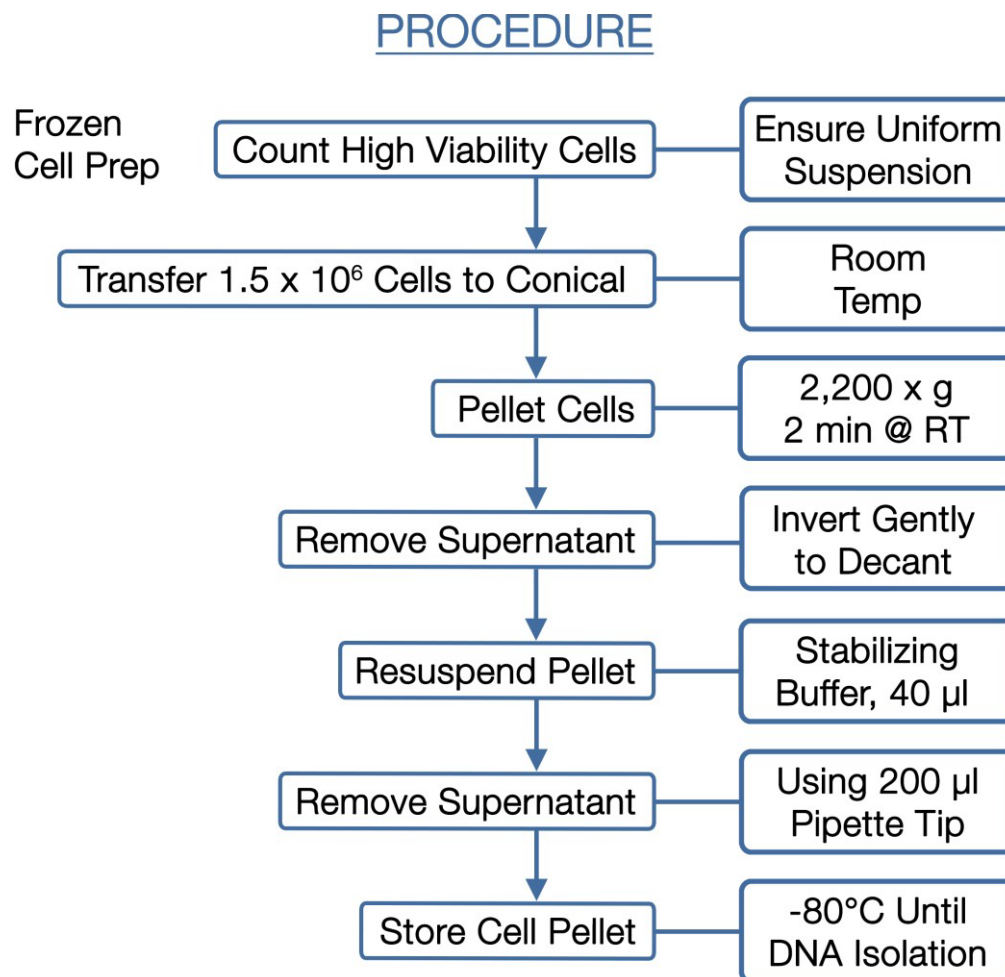 PROCEDURE
Frozen
Cell Prep
Count High Viability Cells
Ensure Uniform
Suspension
Transfer 1.5 x 10⁶ Cells to Conical
Room
Temp
Pellet Cells
2,200 x g
2 min @ RT
Remove Supernatant
Invert Gently
to Decant
Resuspend Pellet
Stabilizing
Buffer, 40 µl
Remove Supernatant
Using 200 µl
Pipette Tip
Store Cell Pellet
-80°C Until
DNA Isolation